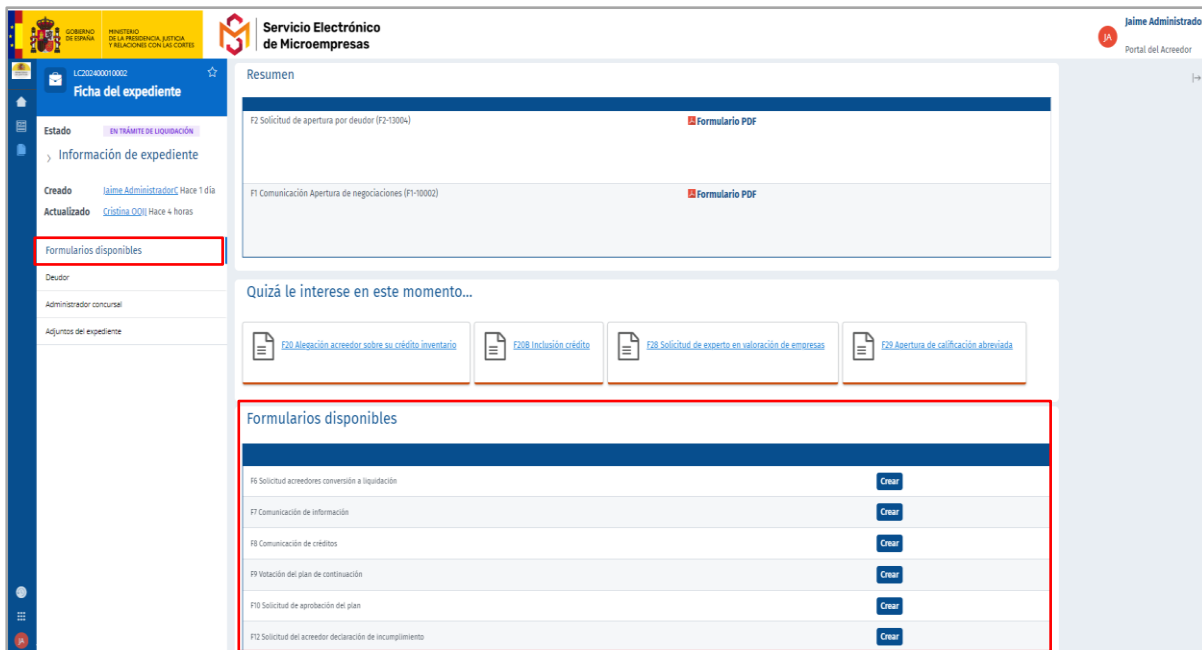 GOBIERNO DE ESPAÑA
MINISTERIO DE LA PRESIDENCIA, JUSTICIA Y RELACIONES CON LAS CORTES
Servicio Electrónico
de Microempresas
JA
Jaime Administrado
Portal del Acreedor
LC202400010002
Ficha del expediente
Estado EN TRÁMITE DE LIQUIDACIÓN
Información de expediente
Creado Jaime AdministradorC Hace 1 día
Actualizado Cristina OOJJ Hace 4 horas
Formularios disponibles
Deudor
Administrador concursal
Adjuntos del expediente
Resumen
F2 Solicitud de apertura por deudor (F2-13004) Formulario PDF
F1 Comunicación Apertura de negociaciones (F1-10002) Formulario PDF
Quizá le interese en este momento...
F20 Alegación acreedor sobre su crédito inventario
F20B Inclusión crédito
F28 Solicitud de experto en valoración de empresas
F29 Apertura de calificación abreviada
Formularios disponibles
F6 Solicitud acreedores conversión a liquidación Crear
F7 Comunicación de información Crear
F8 Comunicación de créditos Crear
F9 Votación del plan de continuación Crear
F10 Solicitud de aprobación del plan Crear
F12 Solicitud del acreedor declaración de incumplimiento Crear
JA